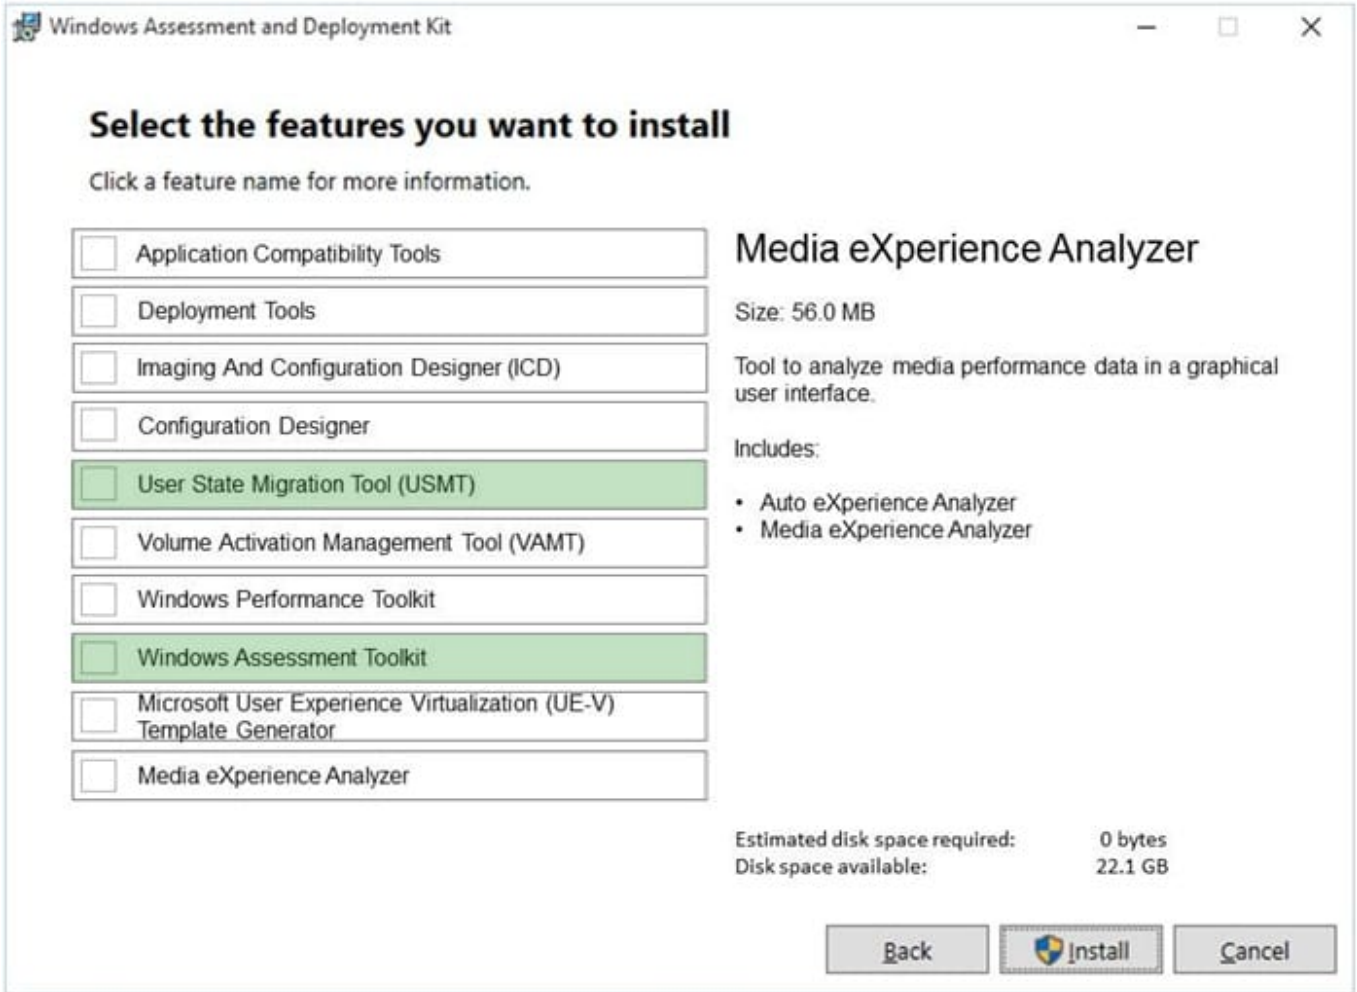 Windows Assessment and Deployment Kit
Select the features you want to install
Click a feature name for more information.
Application Compatibility Tools
Deployment Tools
Imaging And Configuration Designer (ICD)
Configuration Designer
User State Migration Tool (USMT)
Volume Activation Management Tool (VAMT)
Windows Performance Toolkit
Windows Assessment Toolkit
Microsoft User Experience Virtualization (UE-V)
Template Generator
Media eXperience Analyzer
Media eXperience Analyzer
Size: 56.0 MB
Tool to analyze media performance data in a graphical
user interface.
Includes:
• Auto eXperience Analyzer
• Media eXperience Analyzer
Estimated disk space required: 0 bytes
Disk space available: 22.1 GB
Back Install Cancel